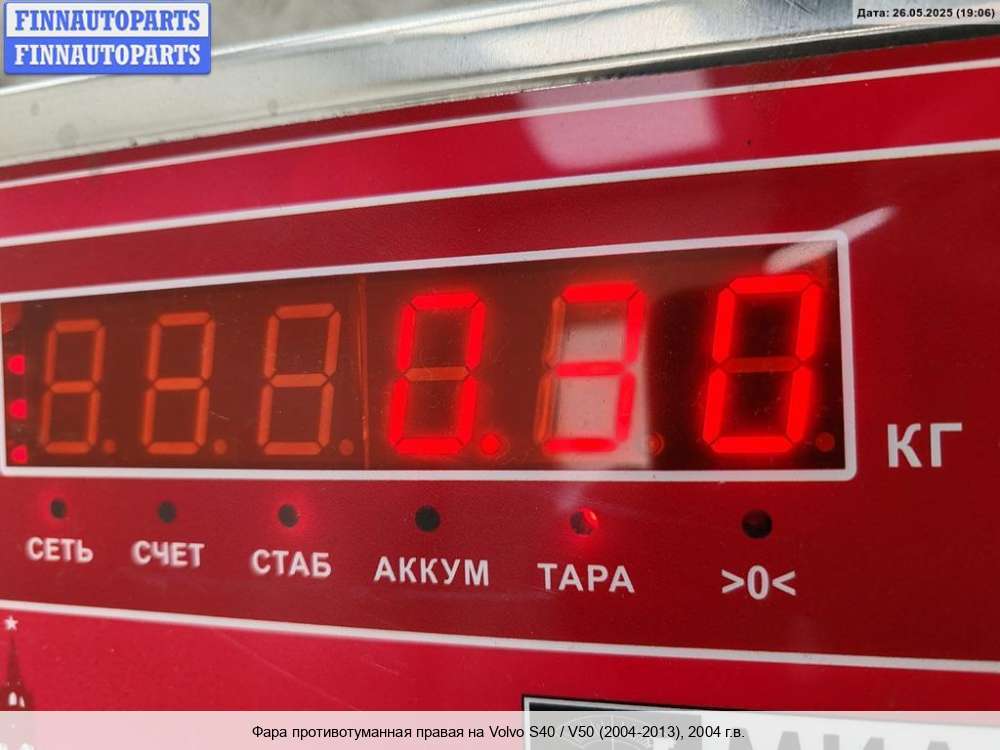 FINNAUTOPARTS
FINNAUTOPARTS
Дата: 26.05.2025 (19:06)
0.30
КГ
СЕТЬ СЧЕТ СТАБ АККУМ ТАРА >0<
Фара противотуманная правая на Volvo S40 / V50 (2004-2013), 2004 г.в.